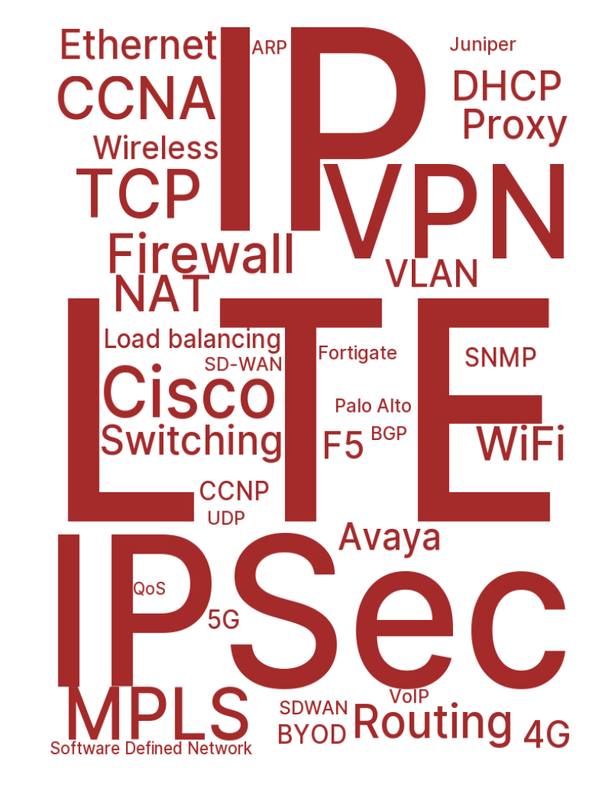 Ethernet
ARP
IP
Juniper
CCNA
DHCP
Proxy
Wireless
TCP
VPN
Firewall
VLAN
NAT
LTE
Load balancing
Fortigate
SNMP
SD-WAN
Cisco
Palo Alto
Switching
F5
BGP
WiFi
CCNP
UDP
Avaya
IPSec
QoS
5G
MPLS
VoIP
SDWAN
Routing
BYOD
4G
Software Defined Network